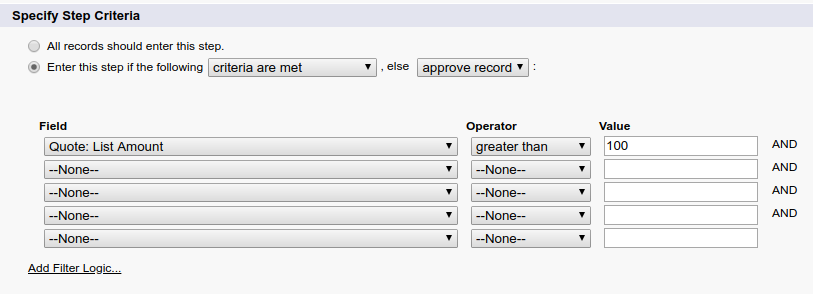 Specify Step Criteria
All records should enter this step.
Enter this step if the following criteria are met , else approve record :
Field Operator Value
Quote: List Amount greater than 100 AND
--None-- --None-- AND
--None-- --None-- AND
--None-- --None-- AND
--None-- --None--
Add Filter Logic...